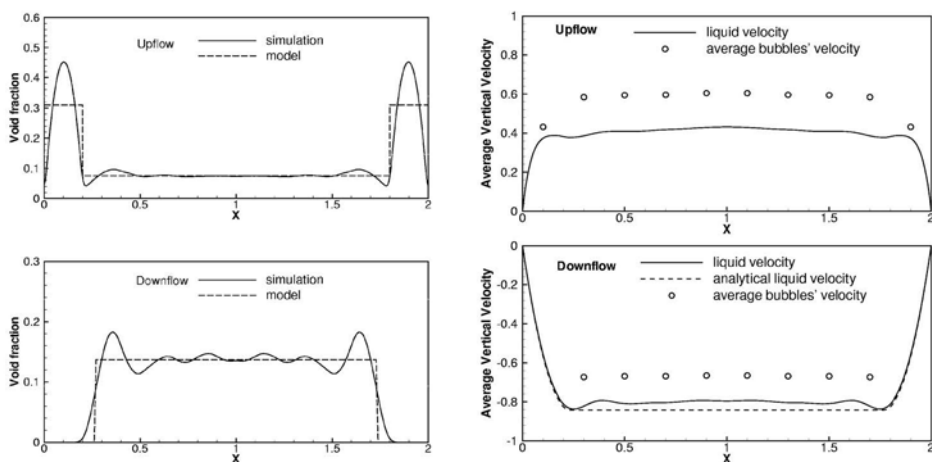 0.6
Upflow
simulation
model
0.5
0.4
0.3
0.2
0.1
0
Void fraction
0 0.5 1 1.5 2
X
1
Upflow
liquid velocity
average bubbles' velocity
0.8
0.6
0.4
0.2
0
Average Vertical Velocity
0 0.5 1 1.5 2
X
0.3
Downflow
simulation
model
0.2
0.1
0
Void fraction
0 0.5 1 1.5 2
X
0
Downflow
liquid velocity
analytical liquid velocity
average bubbles' velocity
-0.2
-0.4
-0.6
-0.8
-1
Average Vertical Velocity
0 0.5 1 1.5 2
X